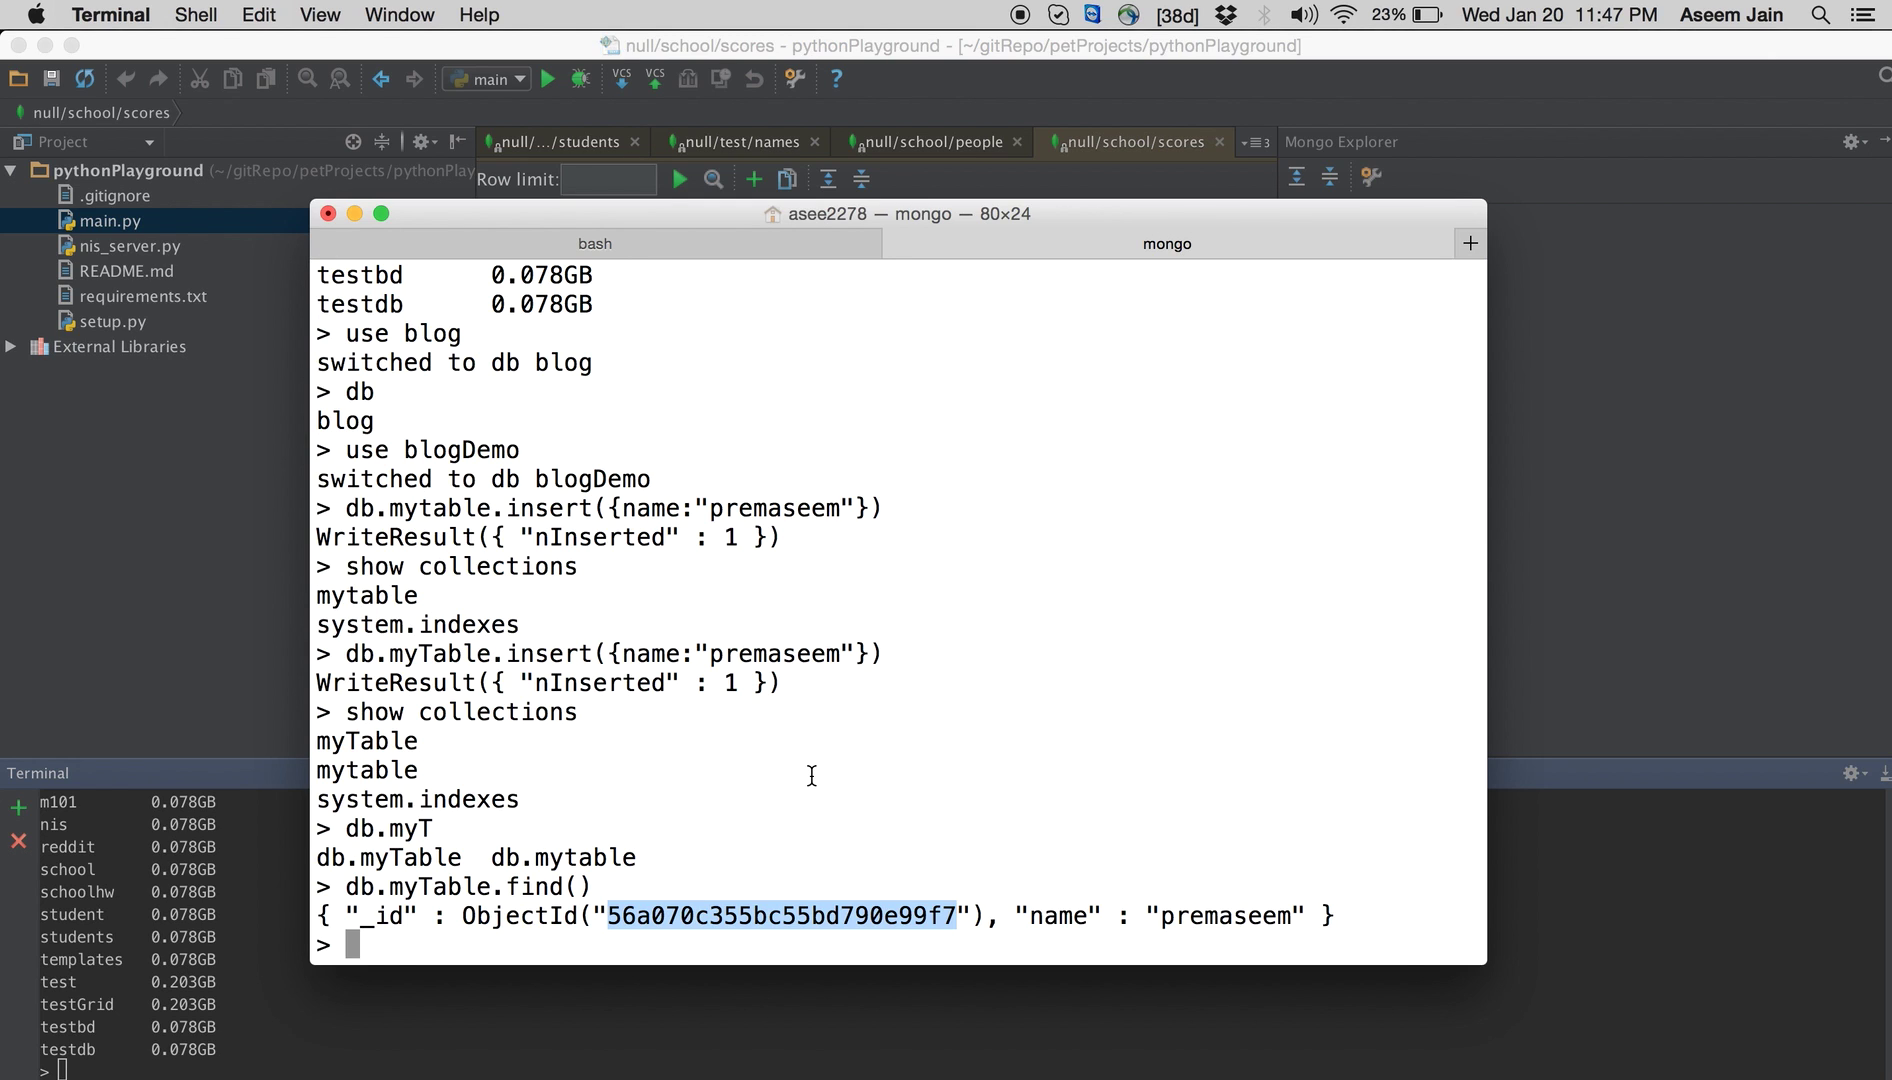 Terminal Shell Edit View Window Help [38d] 23% Wed Jan 20 11:47 PM Aseem Jain
null/school/scores - pythonPlayground - [~/gitRepo/petProjects/pythonPlayground]
main VCS VCS ?
null/school/scores
Project null/.../students null/test/names null/school/people null/school/scores 3 Mongo Explorer
pythonPlayground (~/gitRepo/petProjects/pythonPlay
Row limit:
.gitignore
main.py
nis_server.py
README.md
requirements.txt
setup.py
External Libraries
asee2278 — mongo — 80×24
bash mongo +
testbd 0.078GB
testdb 0.078GB
> use blog
switched to db blog
> db
blog
> use blogDemo
switched to db blogDemo
> db.mytable.insert({name:"premaseem"})
WriteResult({ "nInserted" : 1 })
> show collections
mytable
system.indexes
> db.myTable.insert({name:"premaseem"})
WriteResult({ "nInserted" : 1 })
> show collections
myTable
mytable
system.indexes
> db.myT
db.myTable db.mytable
> db.myTable.find()
{ "_id" : ObjectId("56a070c355bc55bd790e99f7"), "name" : "premaseem" }
>
Terminal
m101 0.078GB
nis 0.078GB
reddit 0.078GB
school 0.078GB
schoolhw 0.078GB
student 0.078GB
students 0.078GB
templates 0.078GB
test 0.203GB
testGrid 0.203GB
testbd 0.078GB
testdb 0.078GB
>